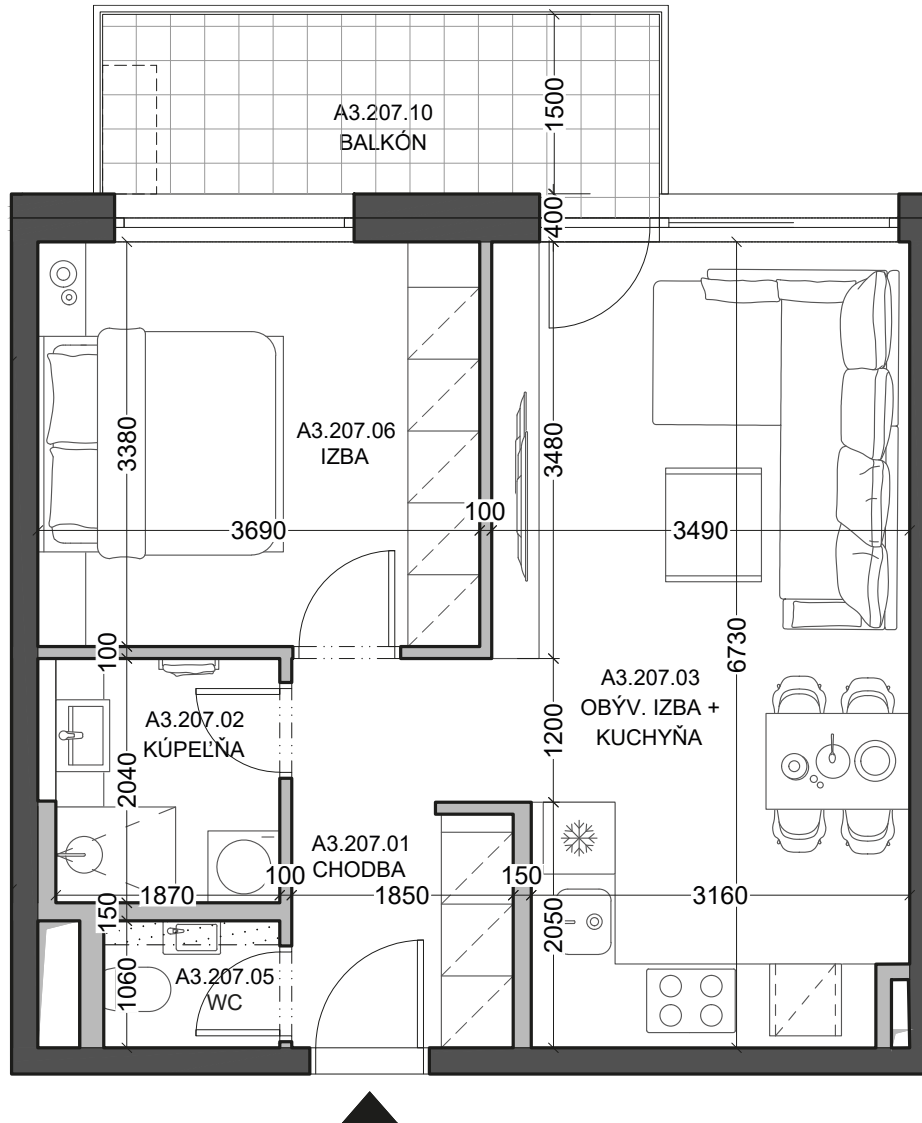 A3.207.10
BALKÓN
1500
400
A3.207.06
IZBA
3380
3480
3690
100
3490
100
6730
A3.207.03
OBÝV. IZBA +
KUCHYŇA
A3.207.02
KÚPEĽŇA
2040
1200
A3.207.01
CHODBA
1870
100
1850
150
3160
150
2050
A3.207.05
WC
1060